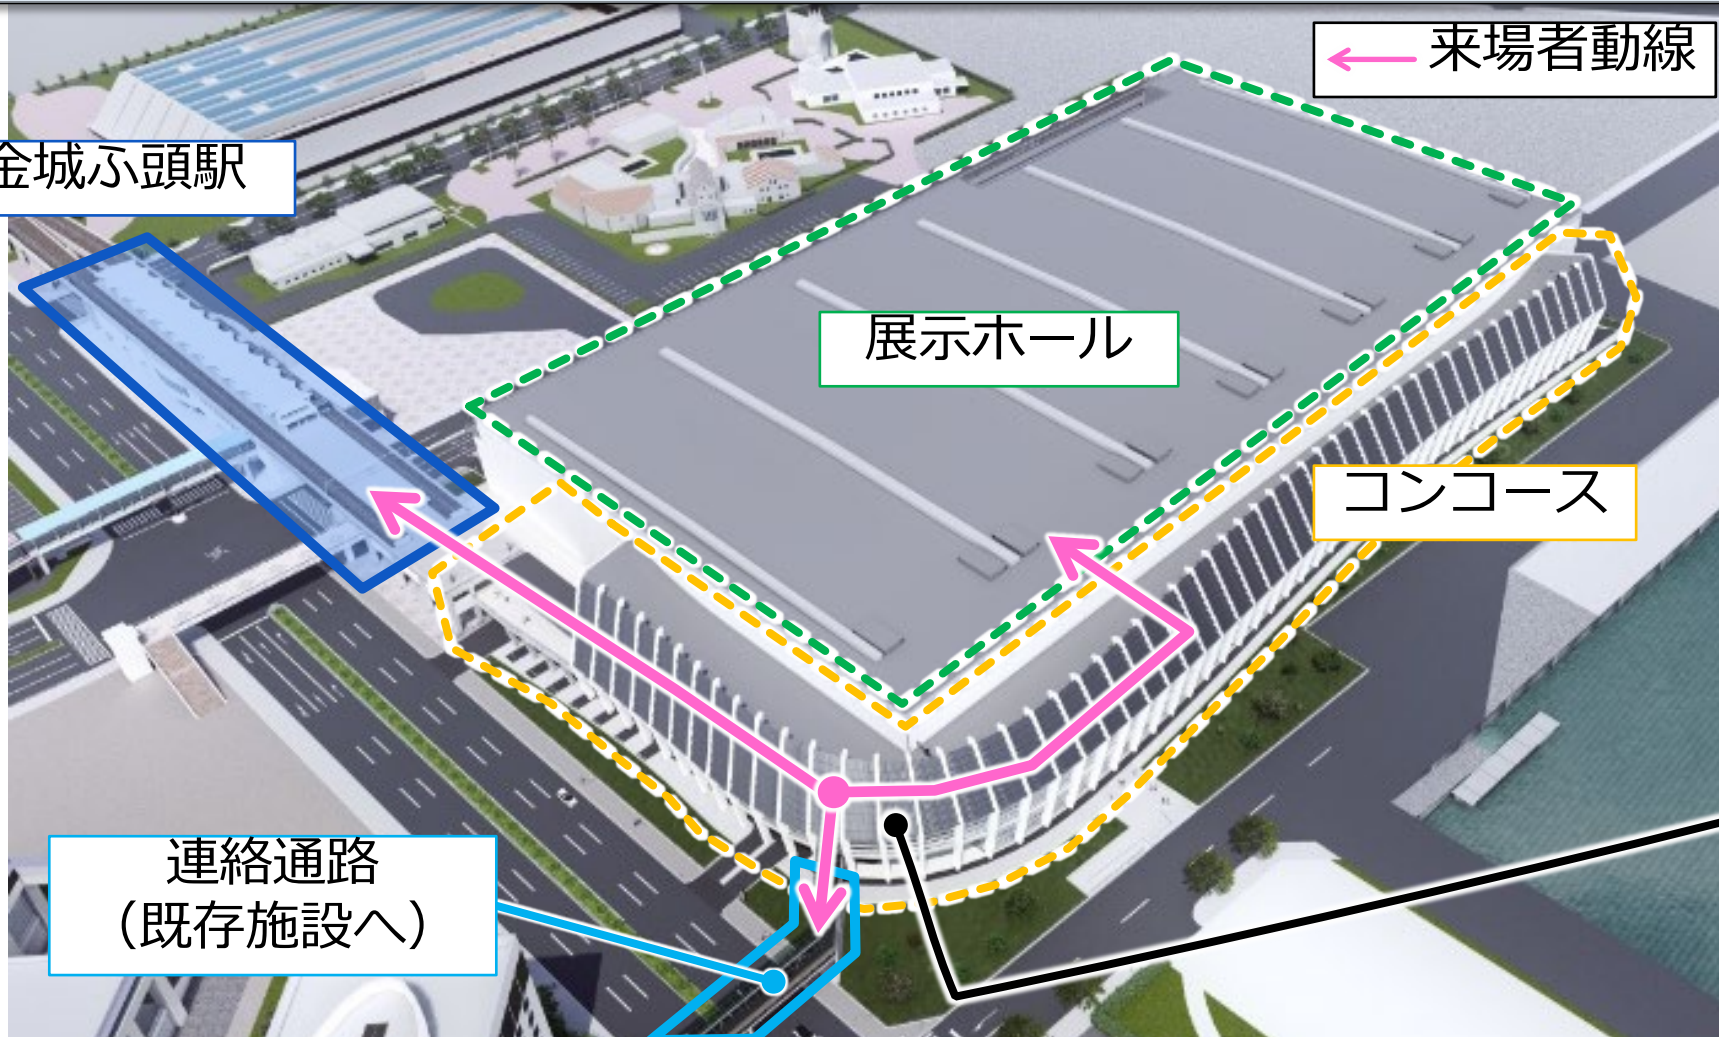 来場者動線
金城ふ頭駅
展示ホール
コンコース
連絡通路
（既存施設へ）